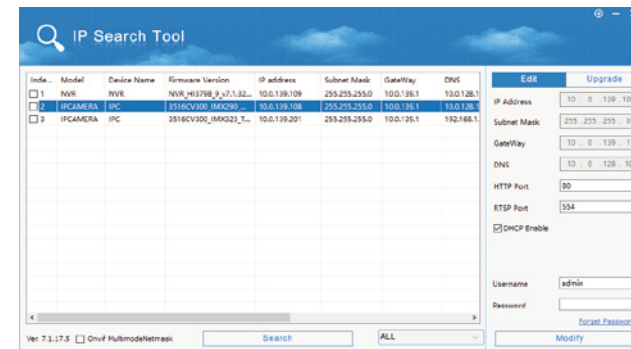 IP Search Tool
Inde... Model Device Name Firmware Version IP address Subnet Mask GateWay DNS
1 NVR NVR NVR_HI3798_9_v7.1.32... 10.0.139.109 255.255.255.0 10.0.139.1 10.0.128.1
2 IPCAMERA IPC 3516CV300_IMX290_... 10.0.139.108 255.255.255.0 10.0.139.1 10.0.128.1
3 IPCAMERA IPC 3516CV300_IMX323_T... 10.0.139.201 255.255.255.0 10.0.139.1 192.168.1.
Edit Upgrade
IP Address 10 . 0 . 139 . 108
Subnet Mask 255 . 255 . 255 . 0
GateWay 10 . 0 . 139 . 1
DNS 10 . 0 . 128 .
HTTP Port 80
RTSP Port 554
DHCP Enable
Username admin
Password
Forget Passwor
Modify
Ver. 7.1.17.5 Onvif MultimodeNetmask Search ALL